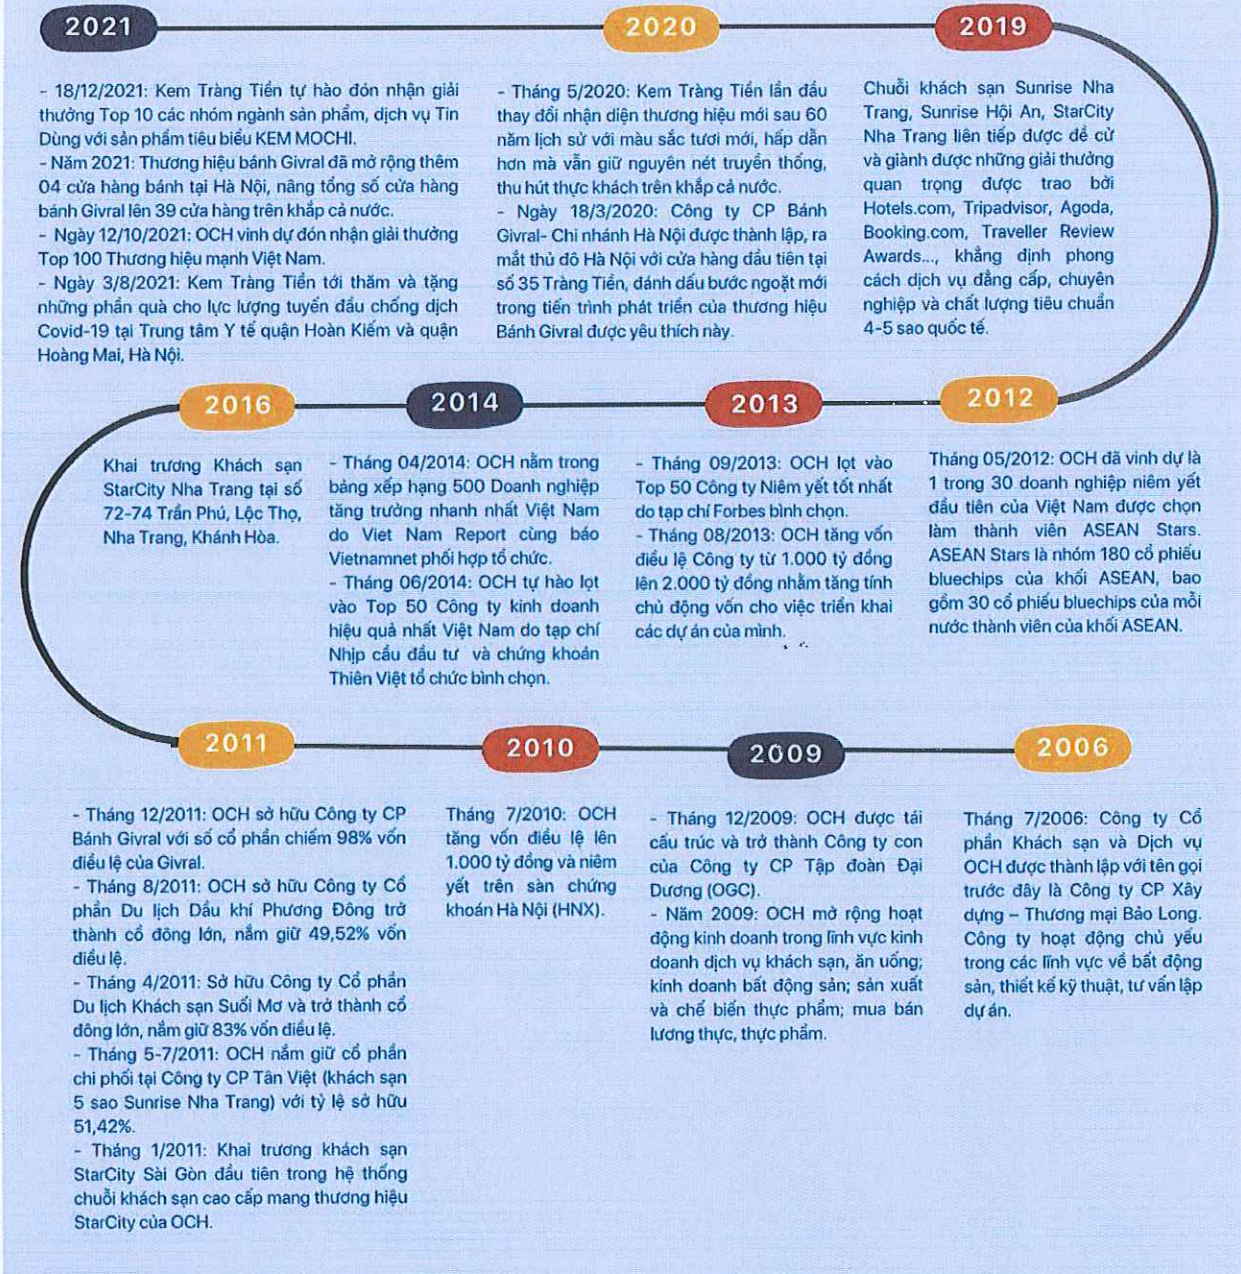 2021
- 18/12/2021: Kem Tràng Tiền tự hào đón nhận giải
thưởng Top 10 các nhóm ngành sản phẩm, dịch vụ Tin
Dùng với sản phẩm tiêu biểu KEM MOCHI.
- Năm 2021: Thương hiệu bánh Givral đã mở rộng thêm
04 cửa hàng bánh tại Hà Nội, nâng tổng số cửa hàng
bánh Givral lên 39 cửa hàng trên khắp cả nước.
- Ngày 12/10/2021: OCH vinh dự đón nhận giải thưởng
Top 100 Thương hiệu mạnh Việt Nam.
- Ngày 3/8/2021: Kem Tràng Tiền tới thăm và tặng
những phần quà cho lực lượng tuyến đầu chống dịch
Covid-19 tại Trung tâm Y tế quận Hoàn Kiếm và quận
Hoàng Mai, Hà Nội.
2020
- Tháng 5/2020: Kem Tràng Tiền lần đầu
thay đổi nhận diện thương hiệu mới sau 60
năm lịch sử với màu sắc tươi mới, hấp dẫn
hơn mà vẫn giữ nguyên nét truyền thống,
thu hút thực khách trên khắp cả nước.
- Ngày 18/3/2020: Công ty CP Bánh
Givral- Chi nhánh Hà Nội được thành lập, ra
mắt thủ đô Hà Nội với cửa hàng đầu tiên tại
số 35 Tràng Tiền, đánh dấu bước ngoặt mới
trong tiến trình phát triển của thương hiệu
Bánh Givral được yêu thích này.
2019
Chuỗi khách sạn Sunrise Nha
Trang, Sunrise Hội An, StarCity
Nha Trang liên tiếp được đề cử
và giành được những giải thưởng
quan trọng được trao bởi
Hotels.com, Tripadvisor, Agoda,
Booking.com, Traveller Review
Awards..., khẳng định phong
cách dịch vụ đẳng cấp, chuyên
nghiệp và chất lượng tiêu chuẩn
4-5 sao quốc tế.
2016
Khai trương Khách sạn
StarCity Nha Trang tại số
72-74 Trần Phú, Lộc Thọ,
Nha Trang, Khánh Hòa.
2014
- Tháng 04/2014: OCH nằm trong
bảng xếp hạng 500 Doanh nghiệp
tăng trưởng nhanh nhất Việt Nam
do Viet Nam Report cùng báo
Vietnamnet phối hợp tổ chức.
- Tháng 06/2014: OCH tự hào lọt
vào Top 50 Công ty kinh doanh
hiệu quả nhất Việt Nam do tạp chí
Nhịp cầu đầu tư và chứng khoán
Thiên Việt tổ chức bình chọn.
2013
- Tháng 09/2013: OCH lọt vào
Top 50 Công ty Niêm yết tốt nhất
do tạp chí Forbes bình chọn.
- Tháng 08/2013: OCH tăng vốn
điều lệ Công ty từ 1.000 tỷ đồng
lên 2.000 tỷ đồng nhằm tăng tính
chủ động vốn cho việc triển khai
các dự án của mình.
2012
Tháng 05/2012: OCH đã vinh dự là
1 trong 30 doanh nghiệp niêm yết
đầu tiên của Việt Nam được chọn
làm thành viên ASEAN Stars.
ASEAN Stars là nhóm 180 cổ phiếu
bluechips của khối ASEAN, bao
gồm 30 cổ phiếu bluechips của mỗi
nước thành viên của khối ASEAN.
2011
- Tháng 12/2011: OCH sở hữu Công ty CP
Bánh Givral với số cổ phần chiếm 98% vốn
điều lệ của Givral.
- Tháng 8/2011: OCH sở hữu Công ty Cổ
phần Du lịch Dầu khí Phương Đông trở
thành cổ đông lớn, nắm giữ 49,52% vốn
điều lệ.
- Tháng 4/2011: Sở hữu Công ty Cổ phần
Du lịch Khách sạn Suối Mơ và trở thành cổ
đông lớn, nắm giữ 83% vốn điều lệ.
- Tháng 5-7/2011: OCH nắm giữ cổ phần
chi phối tại Công ty CP Tân Việt (khách sạn
5 sao Sunrise Nha Trang) với tỷ lệ sở hữu
51,42%.
- Tháng 1/2011: Khai trương khách sạn
StarCity Sài Gòn đầu tiên trong hệ thống
chuỗi khách sạn cao cấp mang thương hiệu
StarCity của OCH.
2010
Tháng 7/2010: OCH
tăng vốn điều lệ lên
1.000 tỷ đồng và niêm
yết trên sàn chứng
khoán Hà Nội (HNX).
2009
- Tháng 12/2009: OCH được tái
cấu trúc và trở thành Công ty con
của Công ty CP Tập đoàn Đại
Dương (OGC).
- Năm 2009: OCH mở rộng hoạt
động kinh doanh trong lĩnh vực kinh
doanh dịch vụ khách sạn, ăn uống;
kinh doanh bất động sản; sản xuất
và chế biến thực phẩm; mua bán
lương thực, thực phẩm.
2006
Tháng 7/2006: Công ty Cổ
phần Khách sạn và Dịch vụ
OCH được thành lập với tên gọi
trước đây là Công ty CP Xây
dựng – Thương mại Bảo Long.
Công ty hoạt động chủ yếu
trong các lĩnh vực về bất động
sản, thiết kế kỹ thuật, tư vấn lập
dự án.